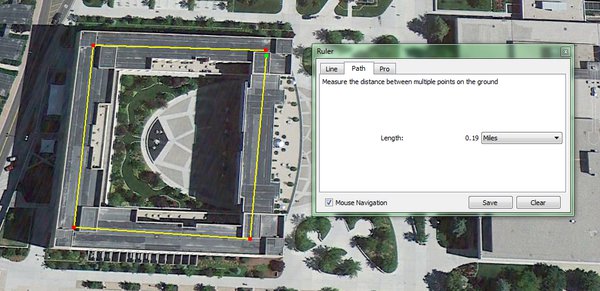 Ruler
Line Path Pro
Measure the distance between multiple points on the ground
Length: 0.19 Miles
Mouse Navigation Save Clear